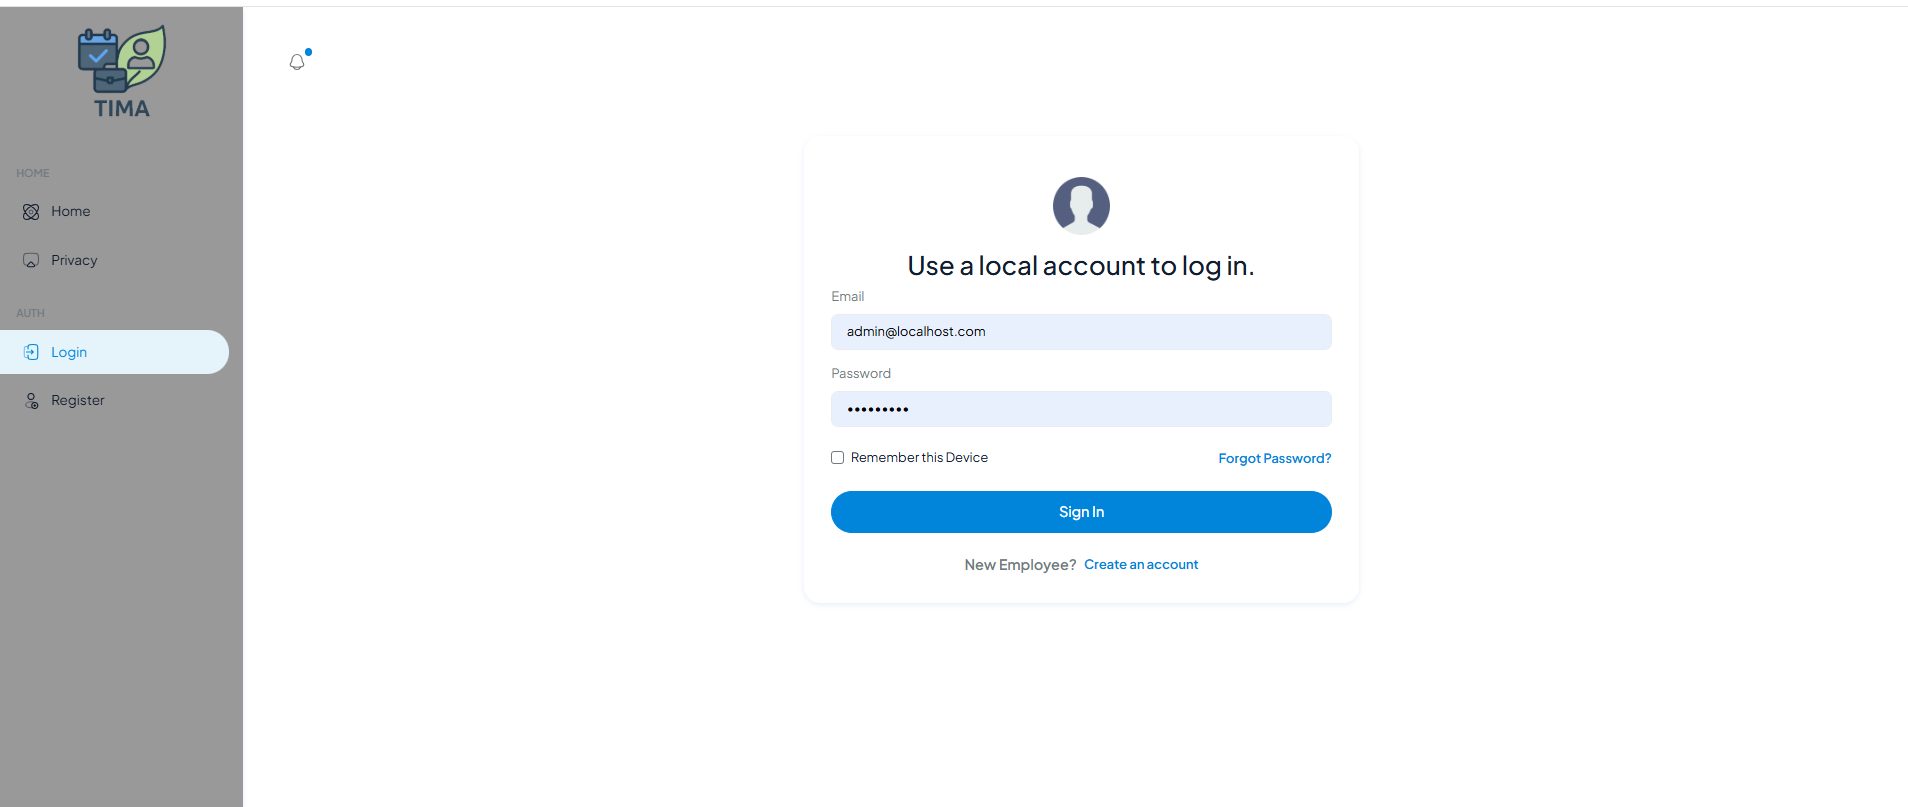 TIMA
HOME
Home
Privacy
AUTH
Login
Register
Use a local account to log in.
Email
admin@localhost.com
Password
•••••••••
Remember this Device
Forgot Password?
Sign In
New Employee? Create an account